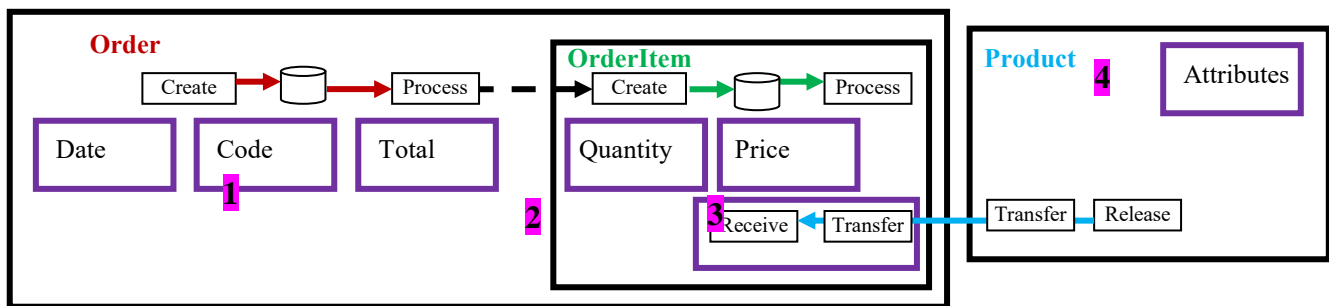 Order
OrderItem
Product
4
Attributes
Create
Process
Create
Process
Date
Code
Total
Quantity
Price
1
2
3
Receive
Transfer
Transfer
Release